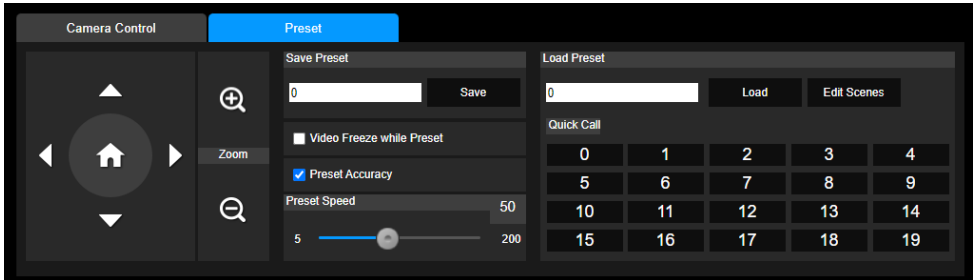 Camera Control Preset
Save Preset Load Preset
0 Save 0 Load Edit Scenes
Quick Call
Video Freeze while Preset
Zoom 0 1 2 3 4
Preset Accuracy 5 6 7 8 9
Preset Speed 50 10 11 12 13 14
5 200 15 16 17 18 19